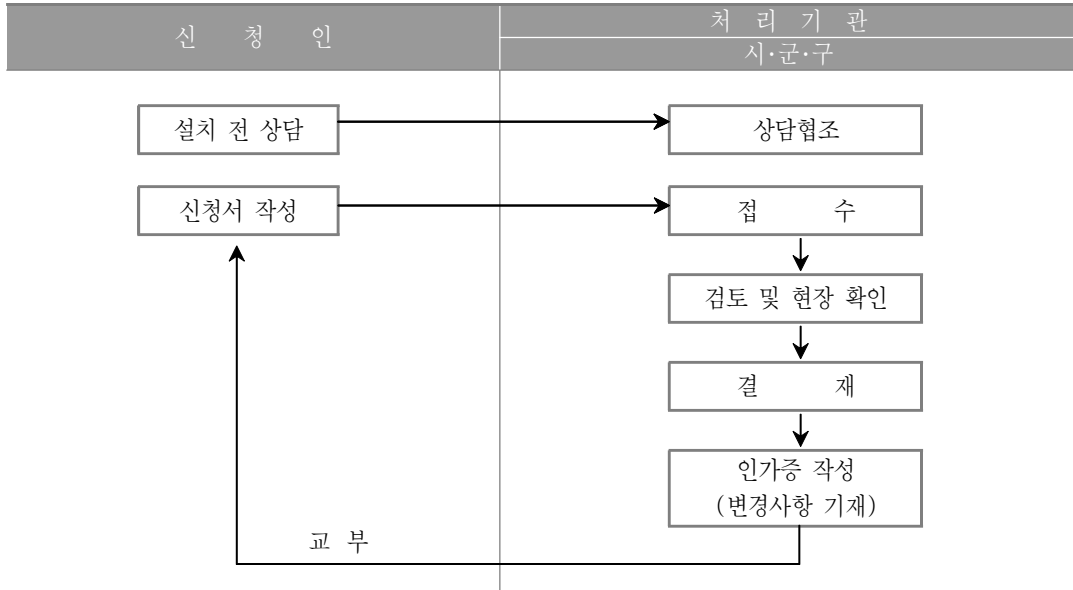 신 청 인
처 리 기 관
시·군·구
설치 전 상담
상담협조
신청서 작성
접 수
검토 및 현장 확인
결 재
인가증 작성
(변경사항 기재)
교 부